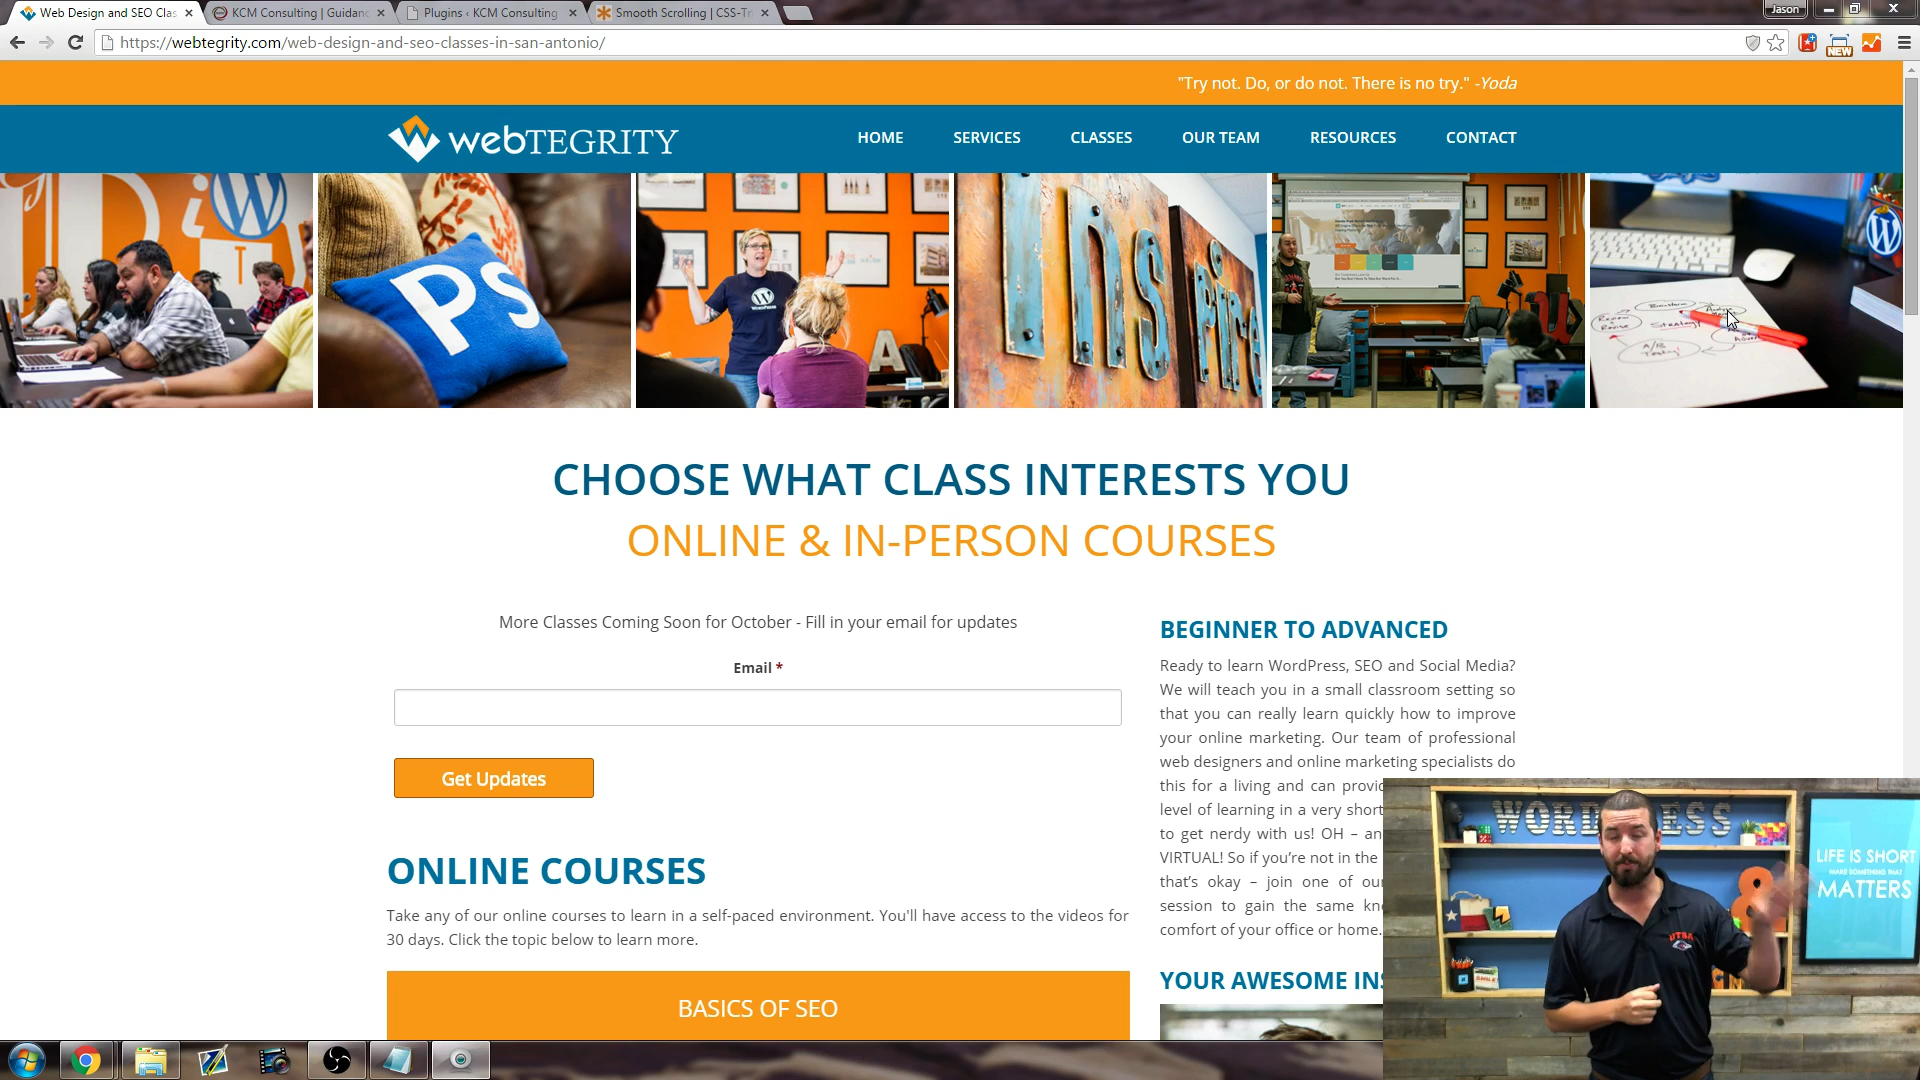 Web Design and SEO Clas
KCM Consulting | Guidanc
Plugins ‹ KCM Consulting
Smooth Scrolling | CSS-Tr
Jason
https://webtegrity.com/web-design-and-seo-classes-in-san-antonio/
NEW
"Try not. Do, or do not. There is no try." -Yoda
webTEGRITY
HOME
SERVICES
CLASSES
OUR TEAM
RESOURCES
CONTACT
Ps
Inspire
A
CHOOSE WHAT CLASS INTERESTS YOU
ONLINE & IN-PERSON COURSES
More Classes Coming Soon for October - Fill in your email for updates
Email *
Get Updates
ONLINE COURSES
Take any of our online courses to learn in a self-paced environment. You'll have access to the videos for
30 days. Click the topic below to learn more.
BASICS OF SEO
BEGINNER TO ADVANCED
Ready to learn WordPress, SEO and Social Media?
We will teach you in a small classroom setting so
that you can really learn quickly how to improve
your online marketing. Our team of professional
web designers and online marketing specialists do
this for a living and can provid
level of learning in a very short
to get nerdy with us! OH – an
VIRTUAL! So if you're not in the
that's okay – join one of our
session to gain the same kn
comfort of your office or home.
YOUR AWESOME INS
WORDPRESS
LIFE IS SHORT
MAKE SOMETHING THAT
MATTERS
&
UTSA